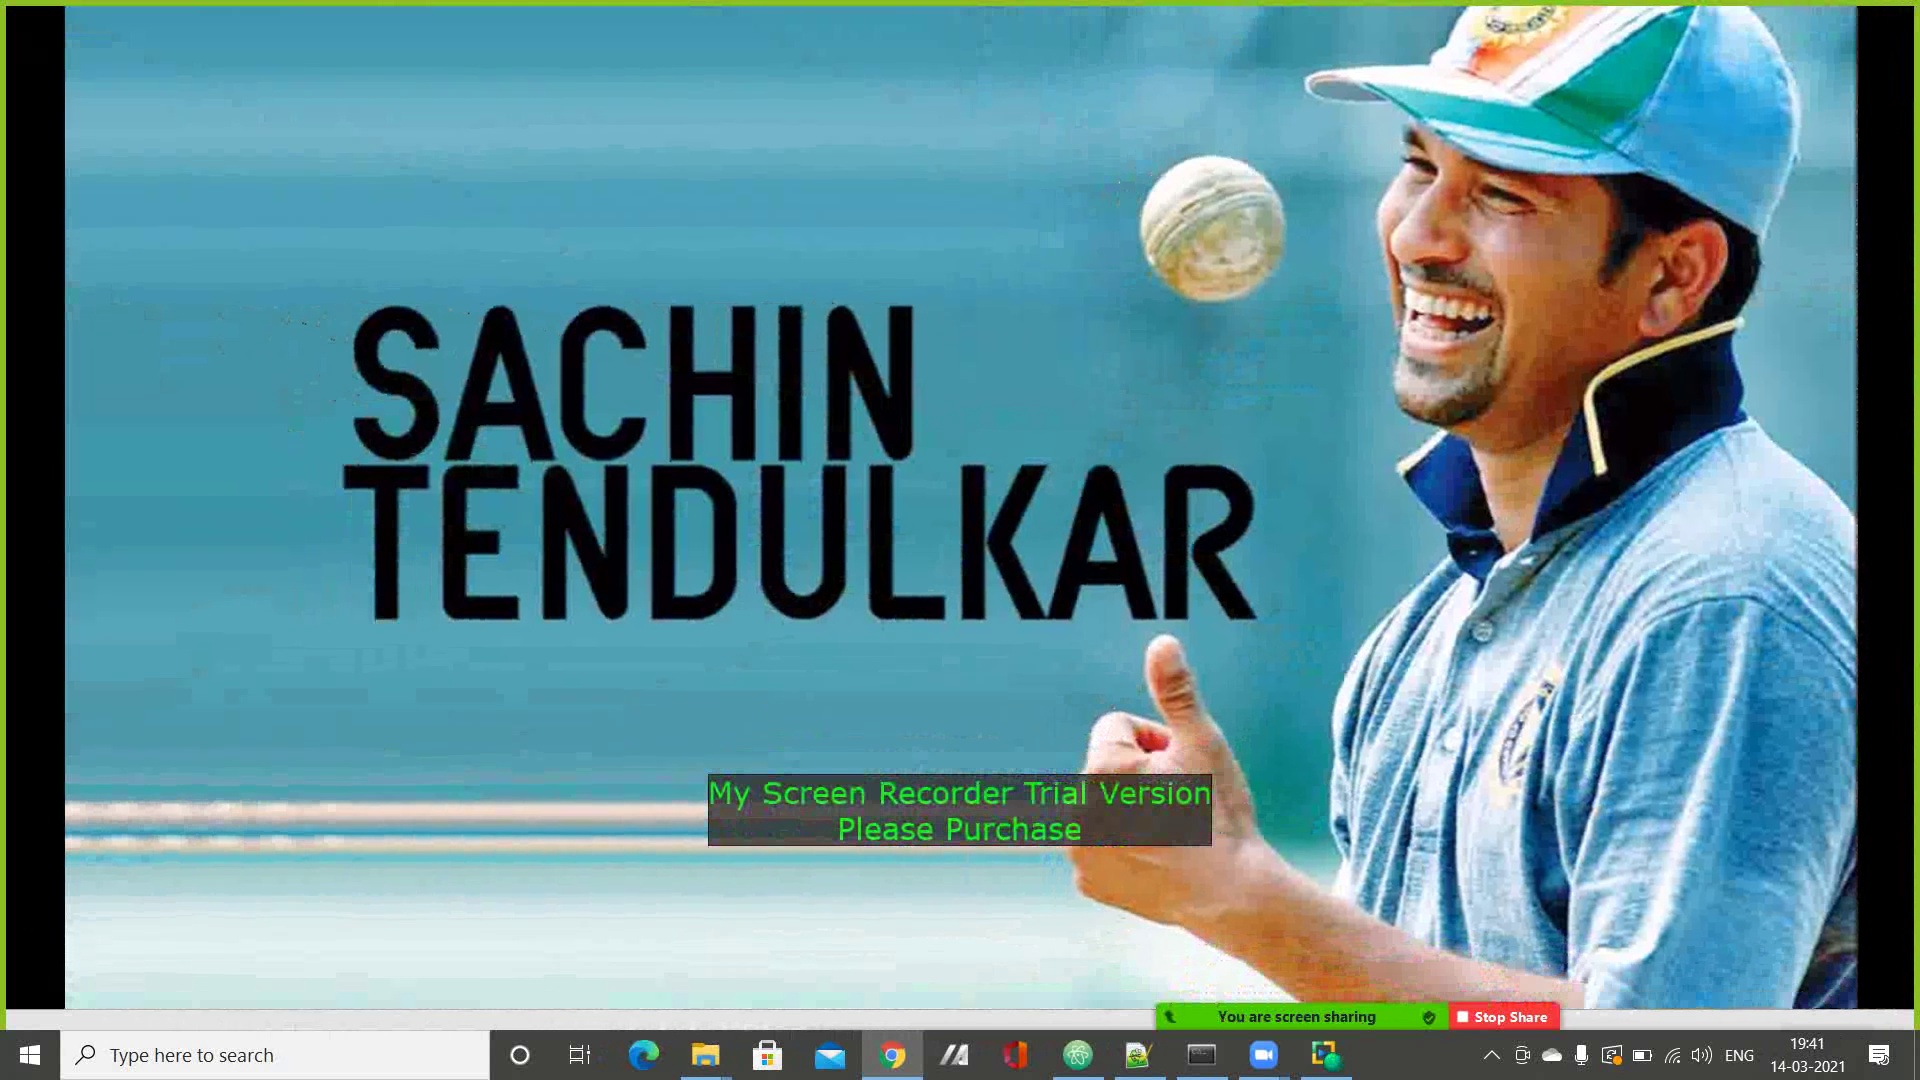 SACHIN
TENDULKAR
My Screen Recorder Trial Version
Please Purchase
You are screen sharing
Stop Share
Type here to search
ENG
19:41
14-03-2021